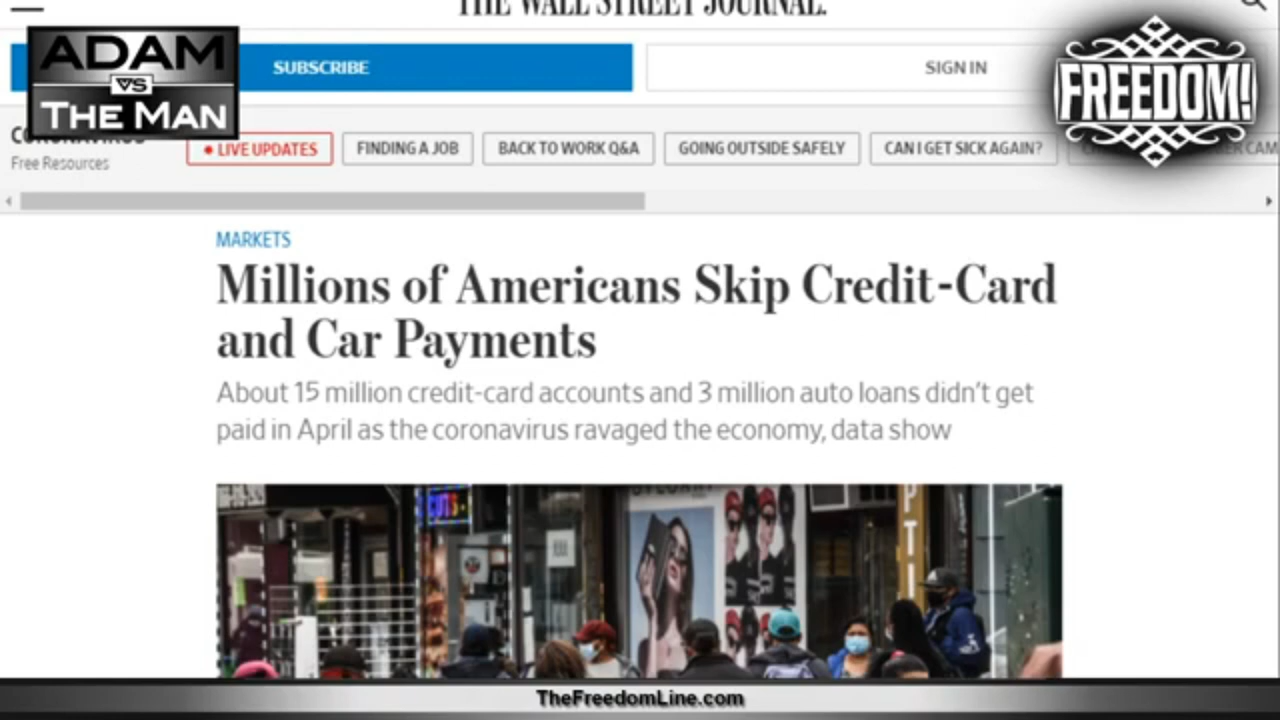 THE WALL STREET JOURNAL.
ADAM
VS
THE MAN
SUBSCRIBE
SIGN IN
FREEDOM!
CORONAVIRUS
Free Resources
LIVE UPDATES
FINDING A JOB
BACK TO WORK Q&A
GOING OUTSIDE SAFELY
CAN I GET SICK AGAIN?
MARKETS
Millions of Americans Skip Credit-Card
and Car Payments
About 15 million credit-card accounts and 3 million auto loans didn't get
paid in April as the coronavirus ravaged the economy, data show
CUTS
TheFreedomLine.com